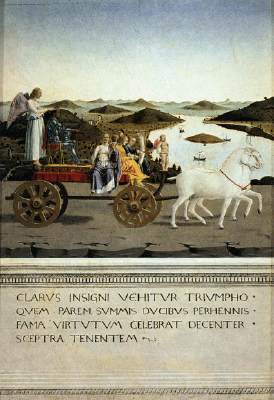 CLARVS INSIGNI VEHITVR TRIVMPHO ·
QVEM PAREM SVMMIS DVCIBVS PERHENNIS ·
FAMA VIRTVTVM CELEBRAT DECENTER ·
SCEPTRA TENENTEM